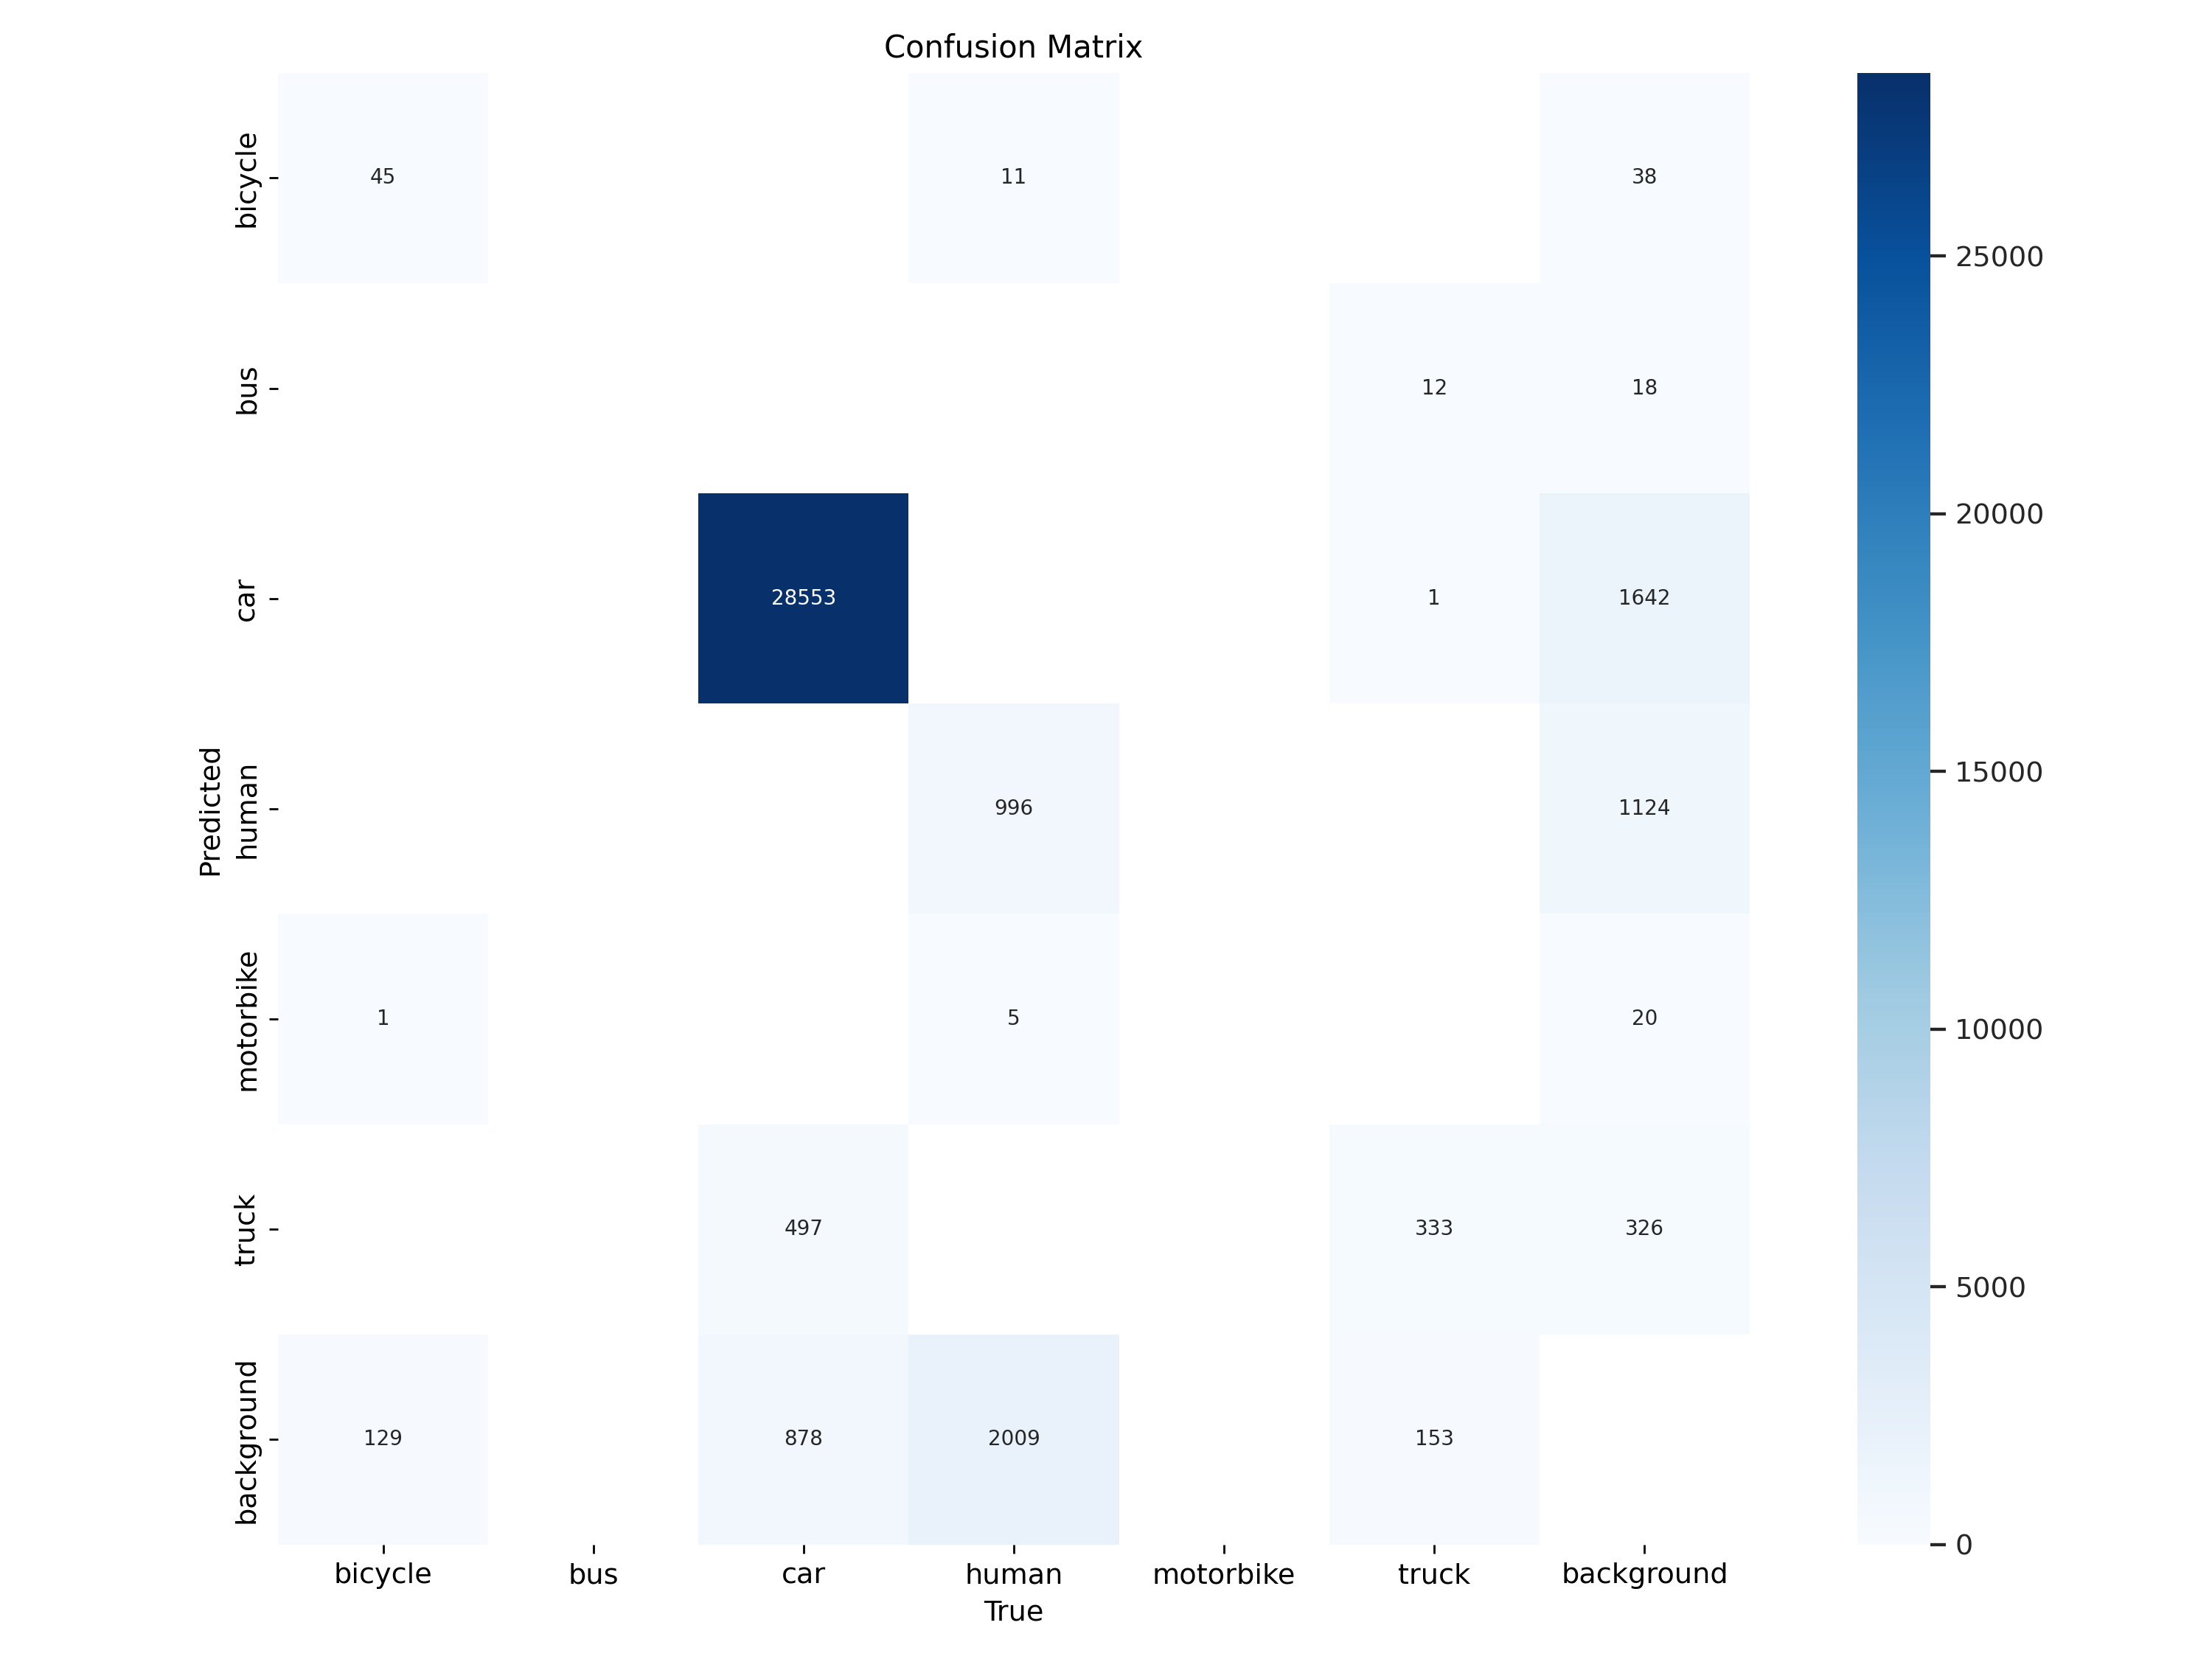 Confusion Matrix
bicycle
45
11
38
bus
12
18
car
28553
1
1642
Predicted
human
996
1124
motorbike
1
5
20
truck
497
333
326
background
129
878
2009
153
bicycle
bus
car
human
motorbike
truck
background
True
25000
20000
15000
10000
5000
0